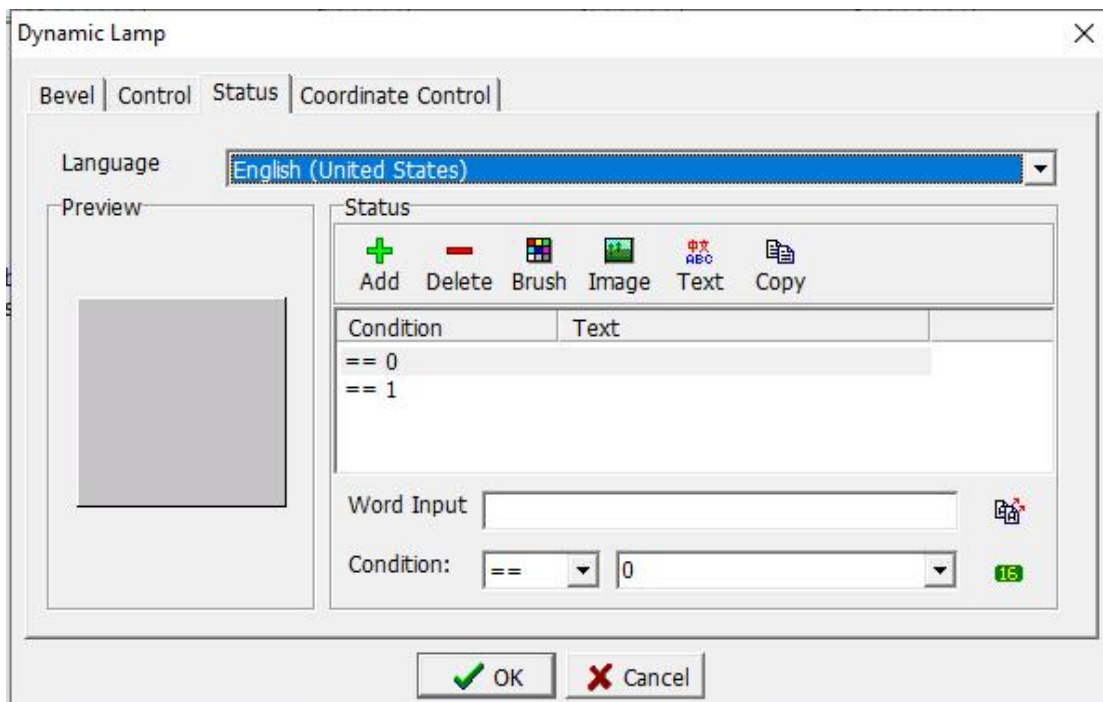 Dynamic Lamp
Bevel Control Status Coordinate Control
Language English (United States)
Preview
Status
Add Delete Brush Image Text Copy
中文
ABC
Condition Text
== 0
== 1
Word Input
Condition: == 0
16
OK Cancel